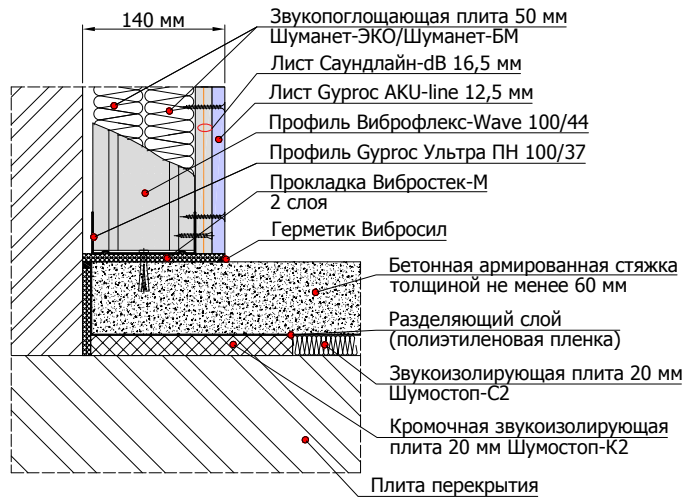 140 мм
Звукопоглощающая плита 50 мм
Шуманет-ЭКО/Шуманет-БМ
Лист Саундлайн-dB 16,5 мм
Лист Gyproc AKU-line 12,5 мм
Профиль Виброфлекс-Wave 100/44
Профиль Gyproc Ультра ПН 100/37
Прокладка Вибростек-М
2 слоя
Герметик Вибросил
Бетонная армированная стяжка
толщиной не менее 60 мм
Разделяющий слой
(полиэтиленовая пленка)
Звукоизолирующая плита 20 мм
Шумостоп-С2
Кромочная звукоизолирующая
плита 20 мм Шумостоп-К2
Плита перекрытия